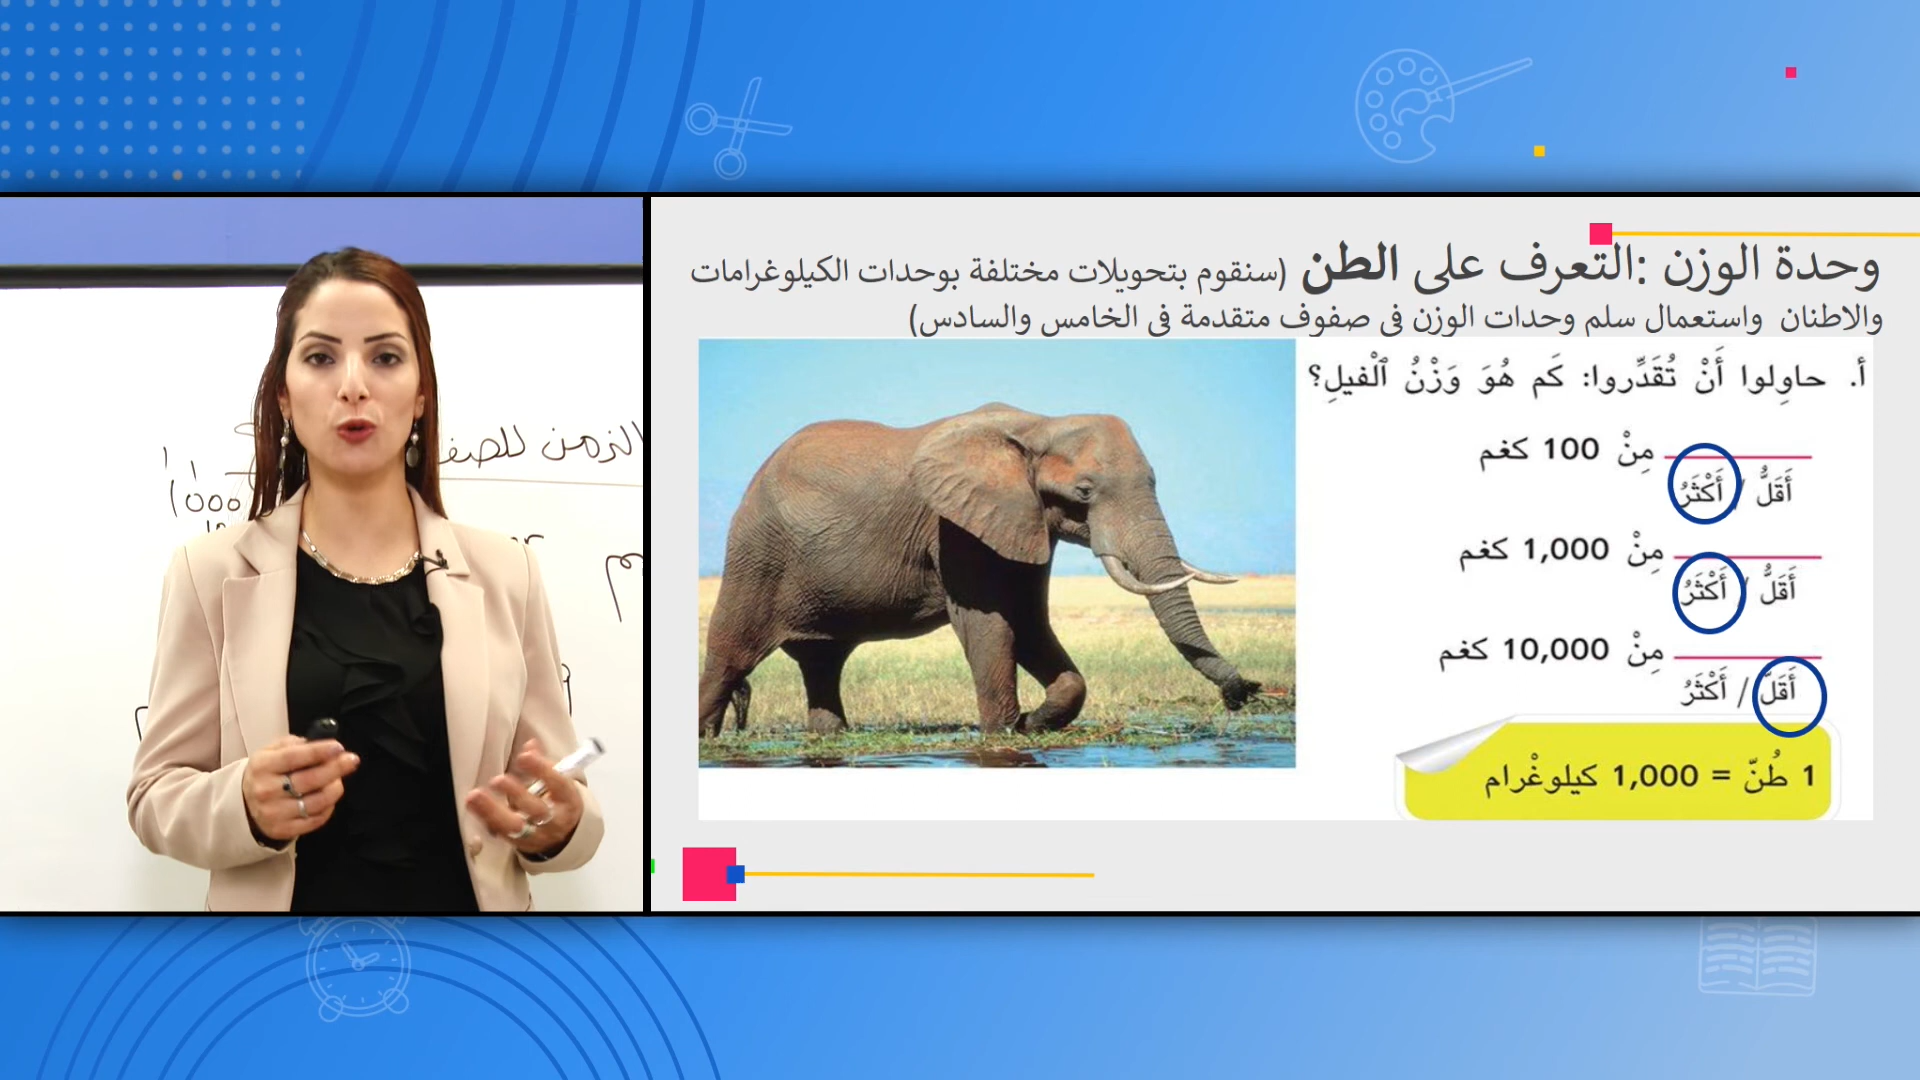 وحدة الوزن :التعرف على الطن (سنقوم بتحويلات مختلفة بوحدات الكيلوغرامات
والاطنان واستعمال سلم وحدات الوزن في صفوف متقدمة في الخامس والسادس)
أ. حاوِلوا أَنْ تُقَدِّروا: كَم هُوَ وَزْنُ ٱلْفيلِ؟
مِنْ 100 كغم
أَقَلُّ / أَكْثَرُ
مِنْ 1,000 كغم
أَقَلُّ / أَكْثَرُ
مِنْ 10,000 كغم
أَقَلُّ / أَكْثَرُ
1 طُنّ = 1,000 كيلوغْرام
الزمن للصف
1000